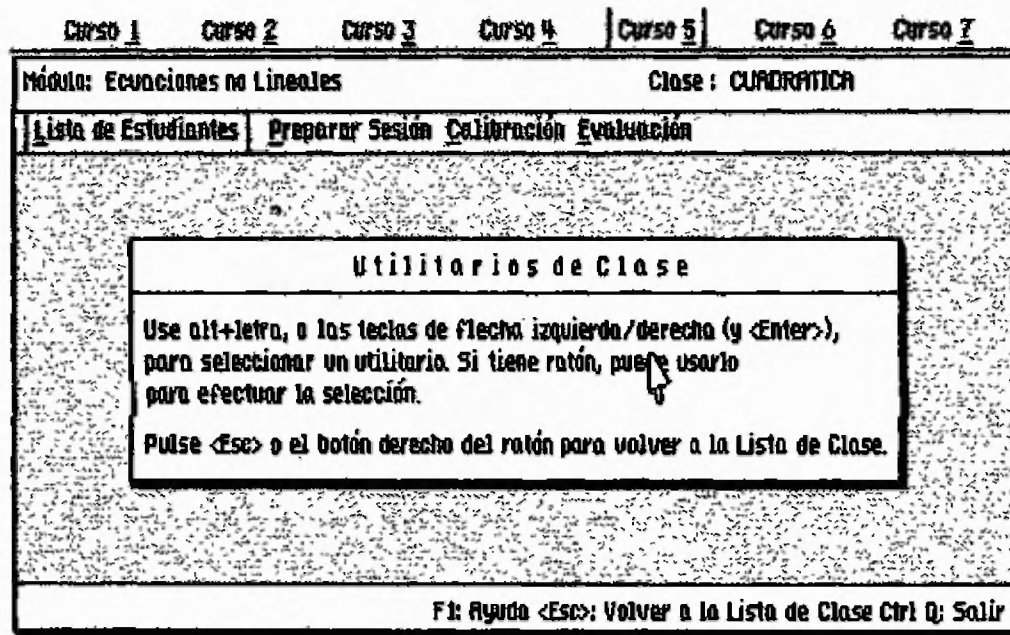 Curso 1 Curso 2 Curso 3 Curso 4 Curso 5 Curso 6 Curso 7
Módulo: Ecuaciones no Lineales Clase: CUADRATICA
Lista de Estudiantes Preparar Sesión Calibración Evaluación
Utilitarios de Clase
Use alt+letra, o las teclas de flecha izquierda/derecha (y <Enter>),
para seleccionar un utilitario. Si tiene ratón, puede usarlo
para efectuar la selección.
Pulse <Esc> o el botón derecho del ratón para volver a la Lista de Clase.
F1: Ayuda <Esc>: Volver a la Lista de Clase Ctrl Q: Salir